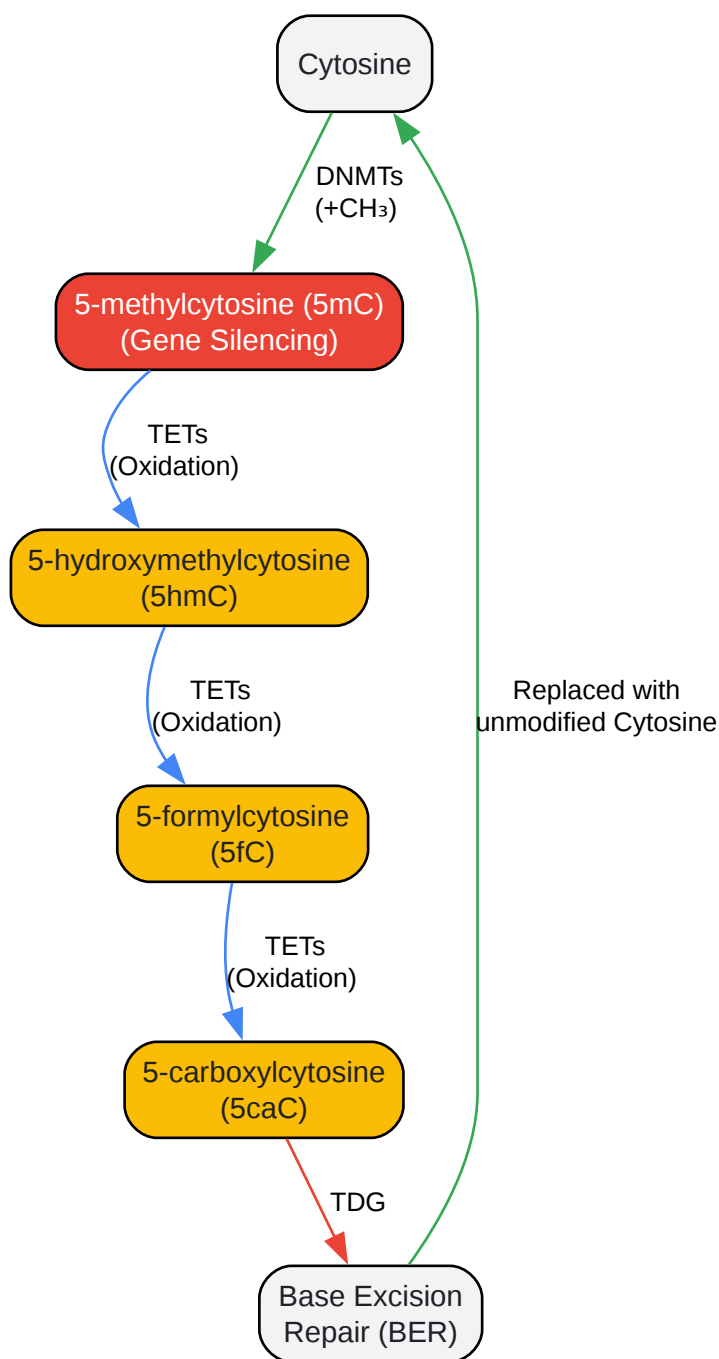 Cytosine
DNMTs
(+CH₃)
5-methylcytosine (5mC)
(Gene Silencing)
TETs
(Oxidation)
5-hydroxymethylcytosine
(5hmC)
TETs
(Oxidation)
Replaced with
unmodified Cytosine
5-formylcytosine
(5fC)
TETs
(Oxidation)
5-carboxylcytosine
(5caC)
TDG
Base Excision
Repair (BER)